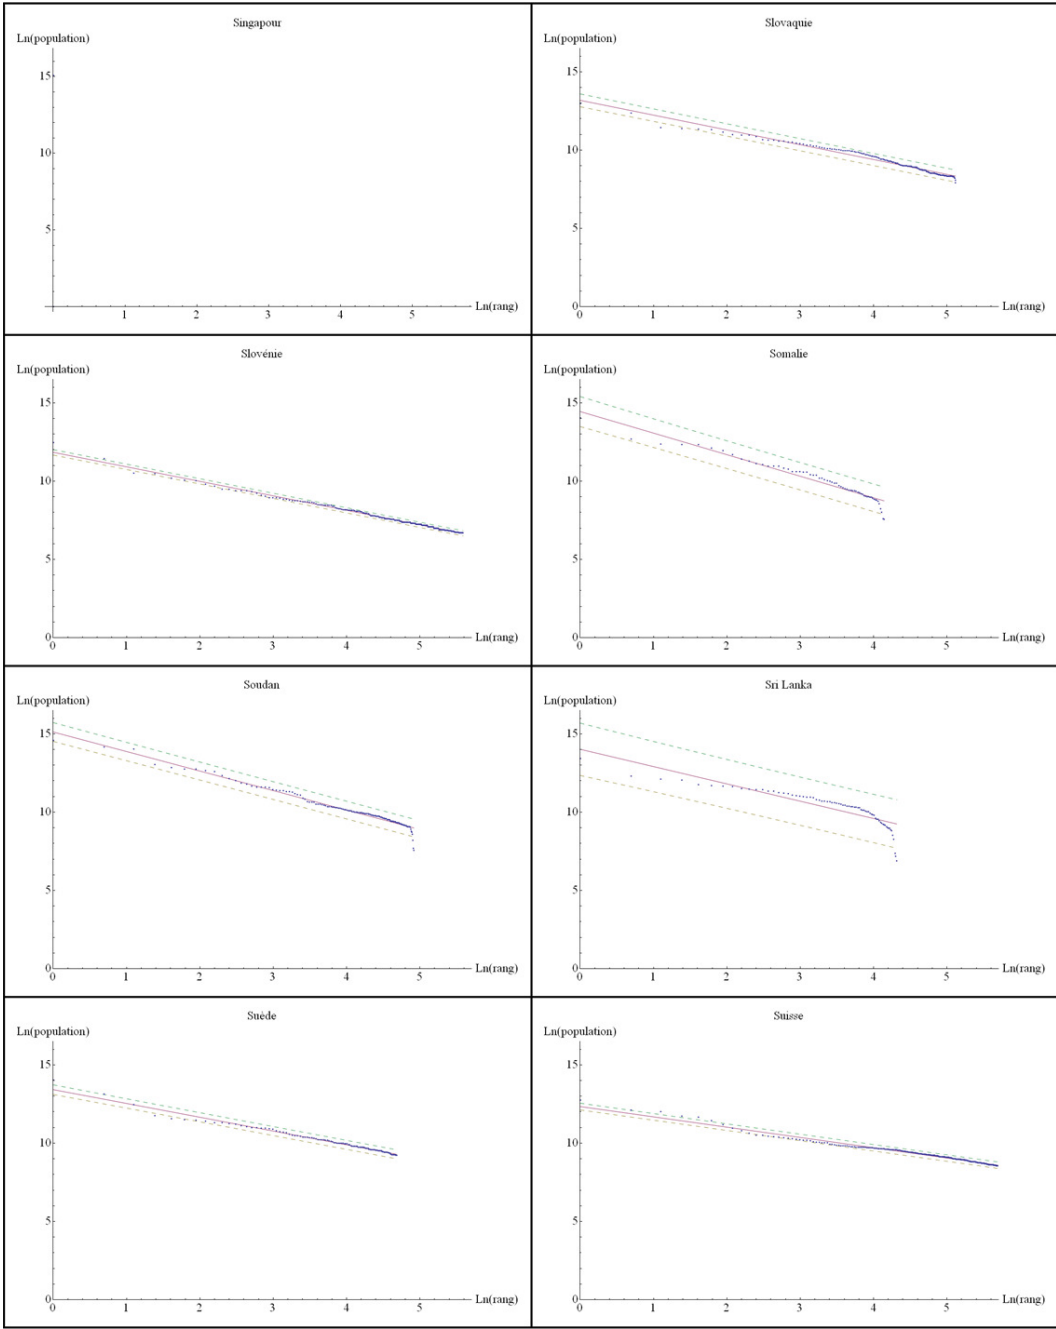 Singapour
Ln(population)
15
10
5
1 2 3 4 5 Ln(rang)
Slovaquie
Ln(population)
15
10
5
0
0 1 2 3 4 5 Ln(rang)
Slovénie
Ln(population)
15
10
5
0
0 1 2 3 4 5 Ln(rang)
Somalie
Ln(population)
15
10
5
0
0 1 2 3 4 5 Ln(rang)
Soudan
Ln(population)
15
10
5
0
0 1 2 3 4 5 Ln(rang)
Sri Lanka
Ln(population)
15
10
5
0
0 1 2 3 4 5 Ln(rang)
Suède
Ln(population)
15
10
5
0
0 1 2 3 4 5 Ln(rang)
Suisse
Ln(population)
15
10
5
0
0 1 2 3 4 5 Ln(rang)